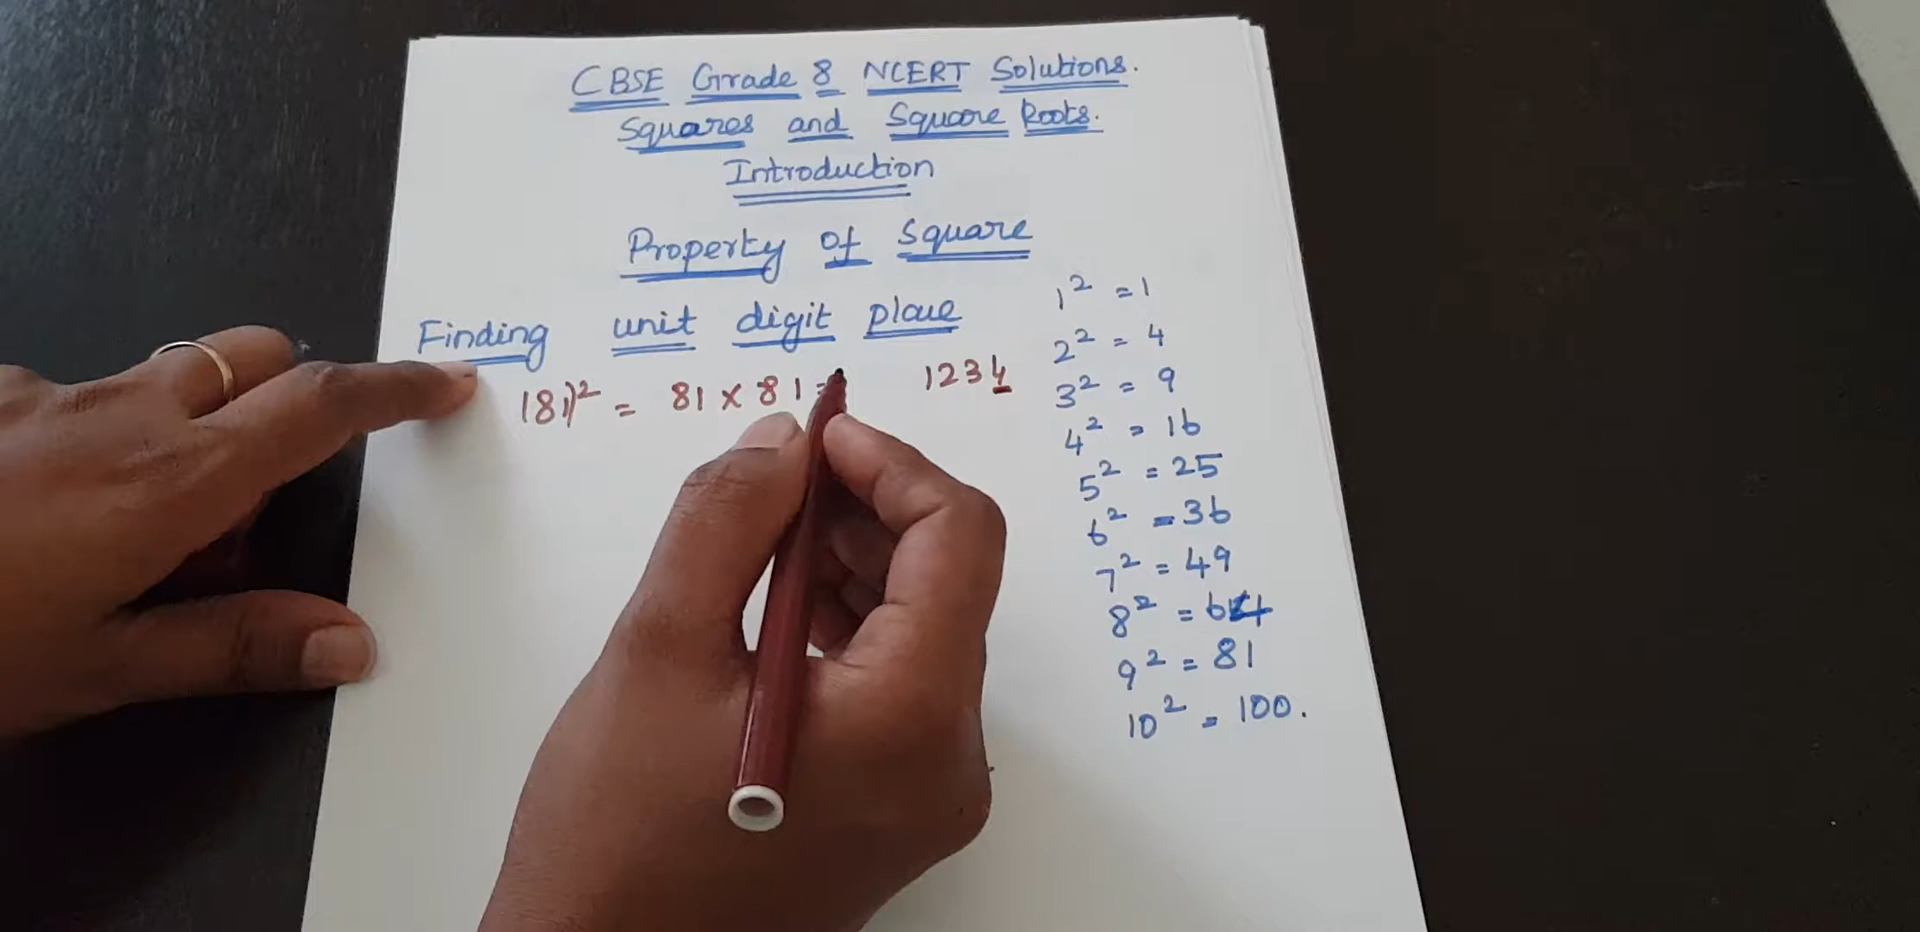 CBSE Grade 8 NCERT Solutions.
Squares and Square Roots.
Introduction
Property of Square
Finding unit digit place
(81)² = 81 × 81 =
1234
1² = 1
2² = 4
3² = 9
4² = 16
5² = 25
6² = 36
7² = 49
8² = 64
9² = 81
10² = 100.